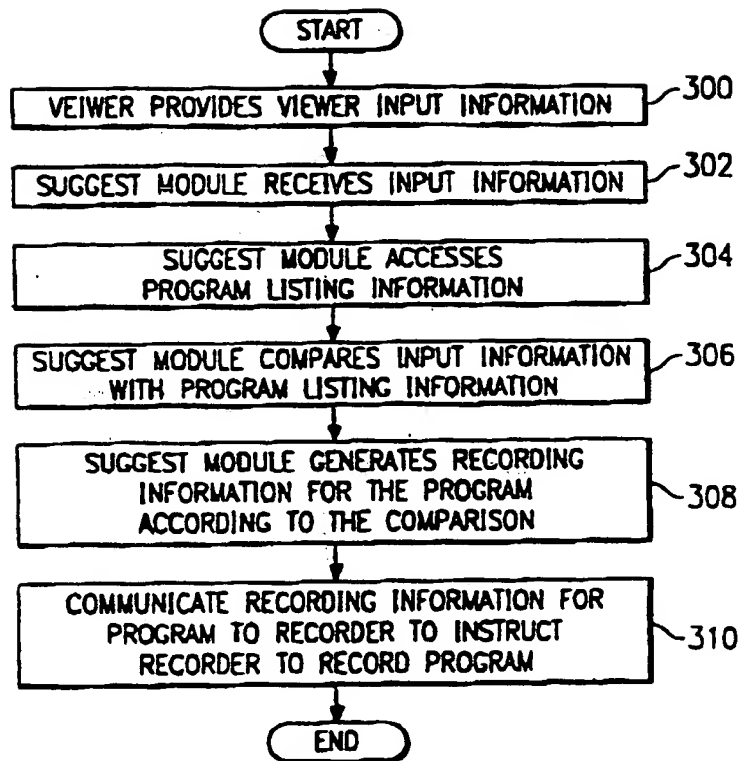 START
VEIWER PROVIDES VIEWER INPUT INFORMATION
300
SUGGEST MODULE RECEIVES INPUT INFORMATION
302
SUGGEST MODULE ACCESSES
PROGRAM LISTING INFORMATION
304
SUGGEST MODULE COMPARES INPUT INFORMATION
WITH PROGRAM LISTING INFORMATION
306
SUGGEST MODULE GENERATES RECORDING
INFORMATION FOR THE PROGRAM
ACCORDING TO THE COMPARISON
308
COMMUNICATE RECORDING INFORMATION FOR
PROGRAM TO RECORDER TO INSTRUCT
RECORDER TO RECORD PROGRAM
310
END